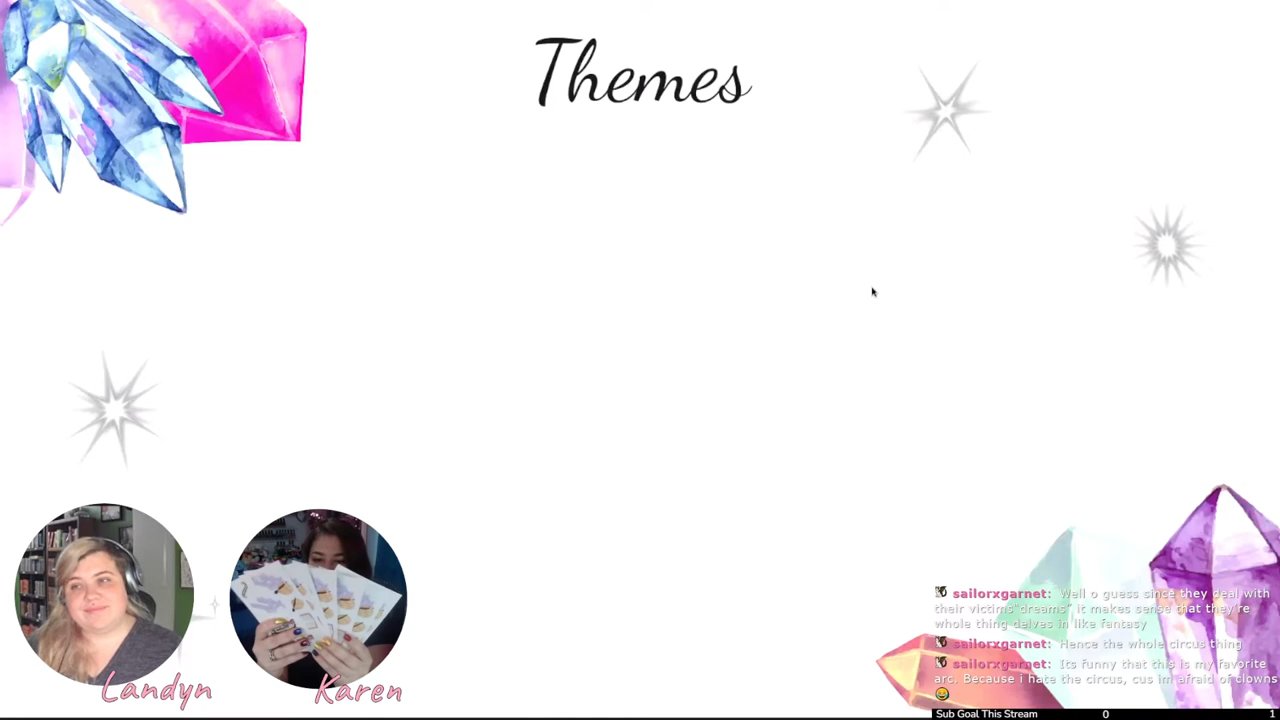 Themes
Landyn
Karen
sailorxgarnet: Well o guess since they deal with
their victims"dreams" it makes sense that they're
whole thing delves in like fantasy
sailorxgarnet: Hence the whole circus thing
sailorxgarnet: Its funny that this is my favorite
arc. Because i hate the circus, cus im afraid of clowns
Sub Goal This Stream 0 1